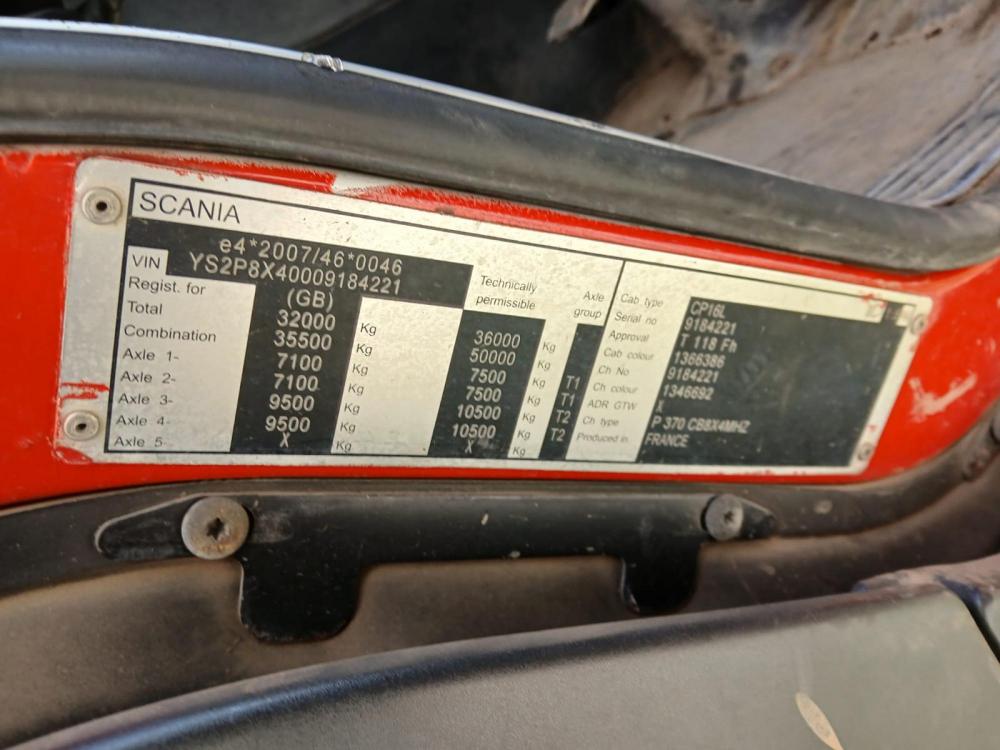 SCANIA
e4*2007/46*0046
VIN YS2P8X40009184221
Regist. for (GB) Technically permissible Axle group
Total 32000 Kg 36000 Kg
Combination 35500 Kg 50000 Kg
Axle 1- 7100 Kg 7500 Kg T1
Axle 2- 7100 Kg 7500 Kg T1
Axle 3- 9500 Kg 10500 Kg T2
Axle 4- 9500 Kg 10500 Kg T2
Axle 5- X Kg X Kg
Cab type CP16L
Serial no 9184221
Approval T 118 Fh
Cab colour 1366386
Ch No 9184221
Ch colour 1346692
ADR GTW X
Ch type P 370 CB8X4MHZ
Produced in FRANCE